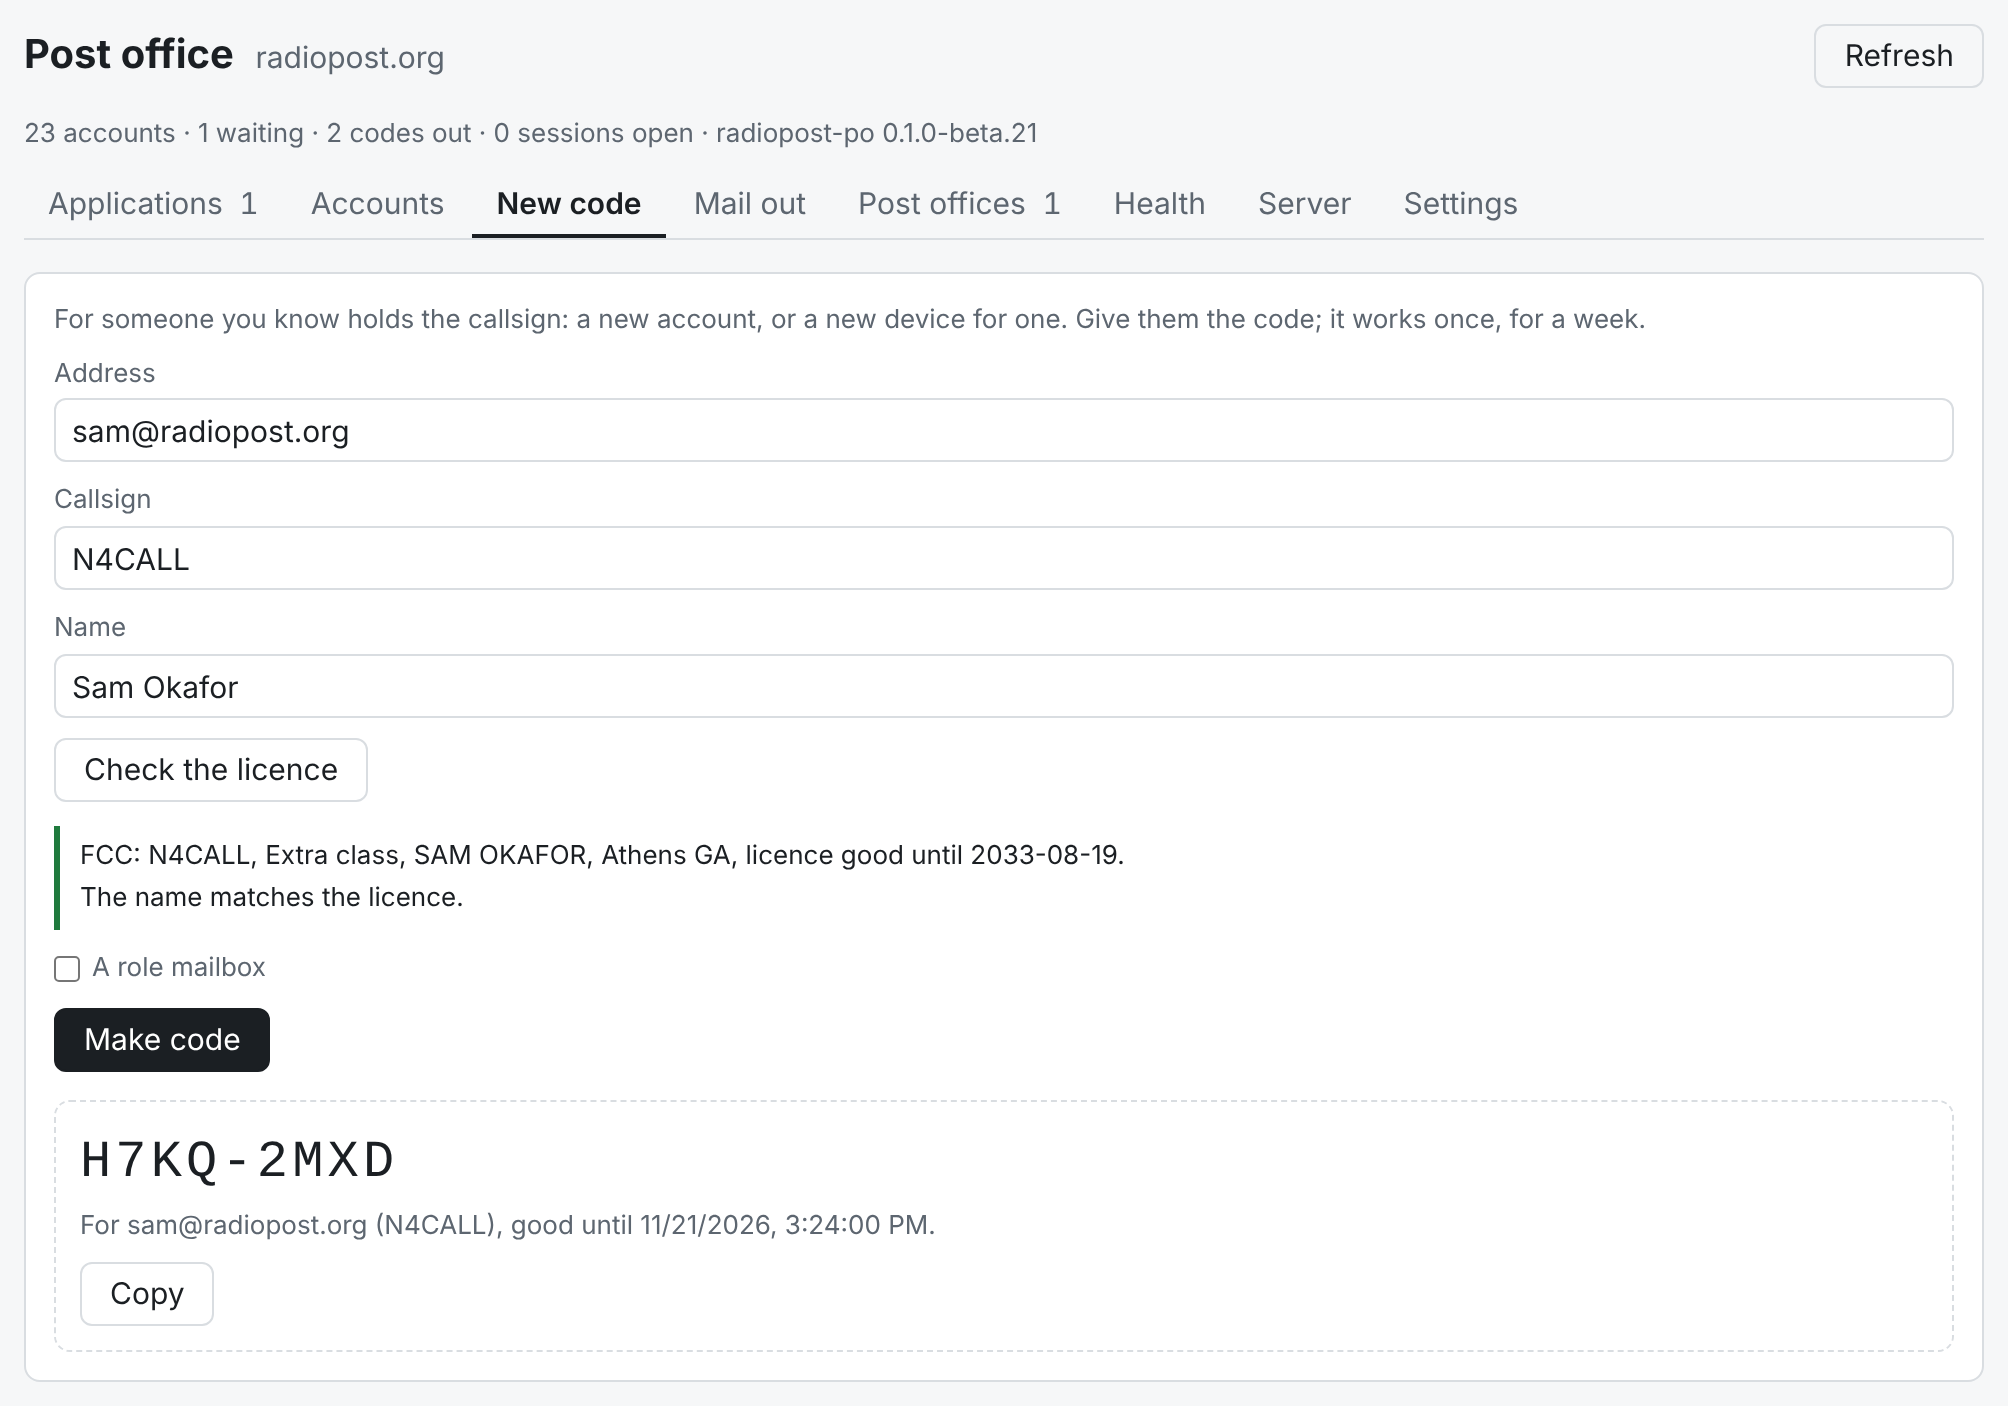 Post office radiopost.org
Refresh
23 accounts · 1 waiting · 2 codes out · 0 sessions open · radiopost-po 0.1.0-beta.21
Applications 1 Accounts New code Mail out Post offices 1 Health Server Settings
For someone you know holds the callsign: a new account, or a new device for one. Give them the code; it works once, for a week.
Address
sam@radiopost.org
Callsign
N4CALL
Name
Sam Okafor
Check the licence
FCC: N4CALL, Extra class, SAM OKAFOR, Athens GA, licence good until 2033-08-19.
The name matches the licence.
A role mailbox
Make code
H7KQ-2MXD
For sam@radiopost.org (N4CALL), good until 11/21/2026, 3:24:00 PM.
Copy